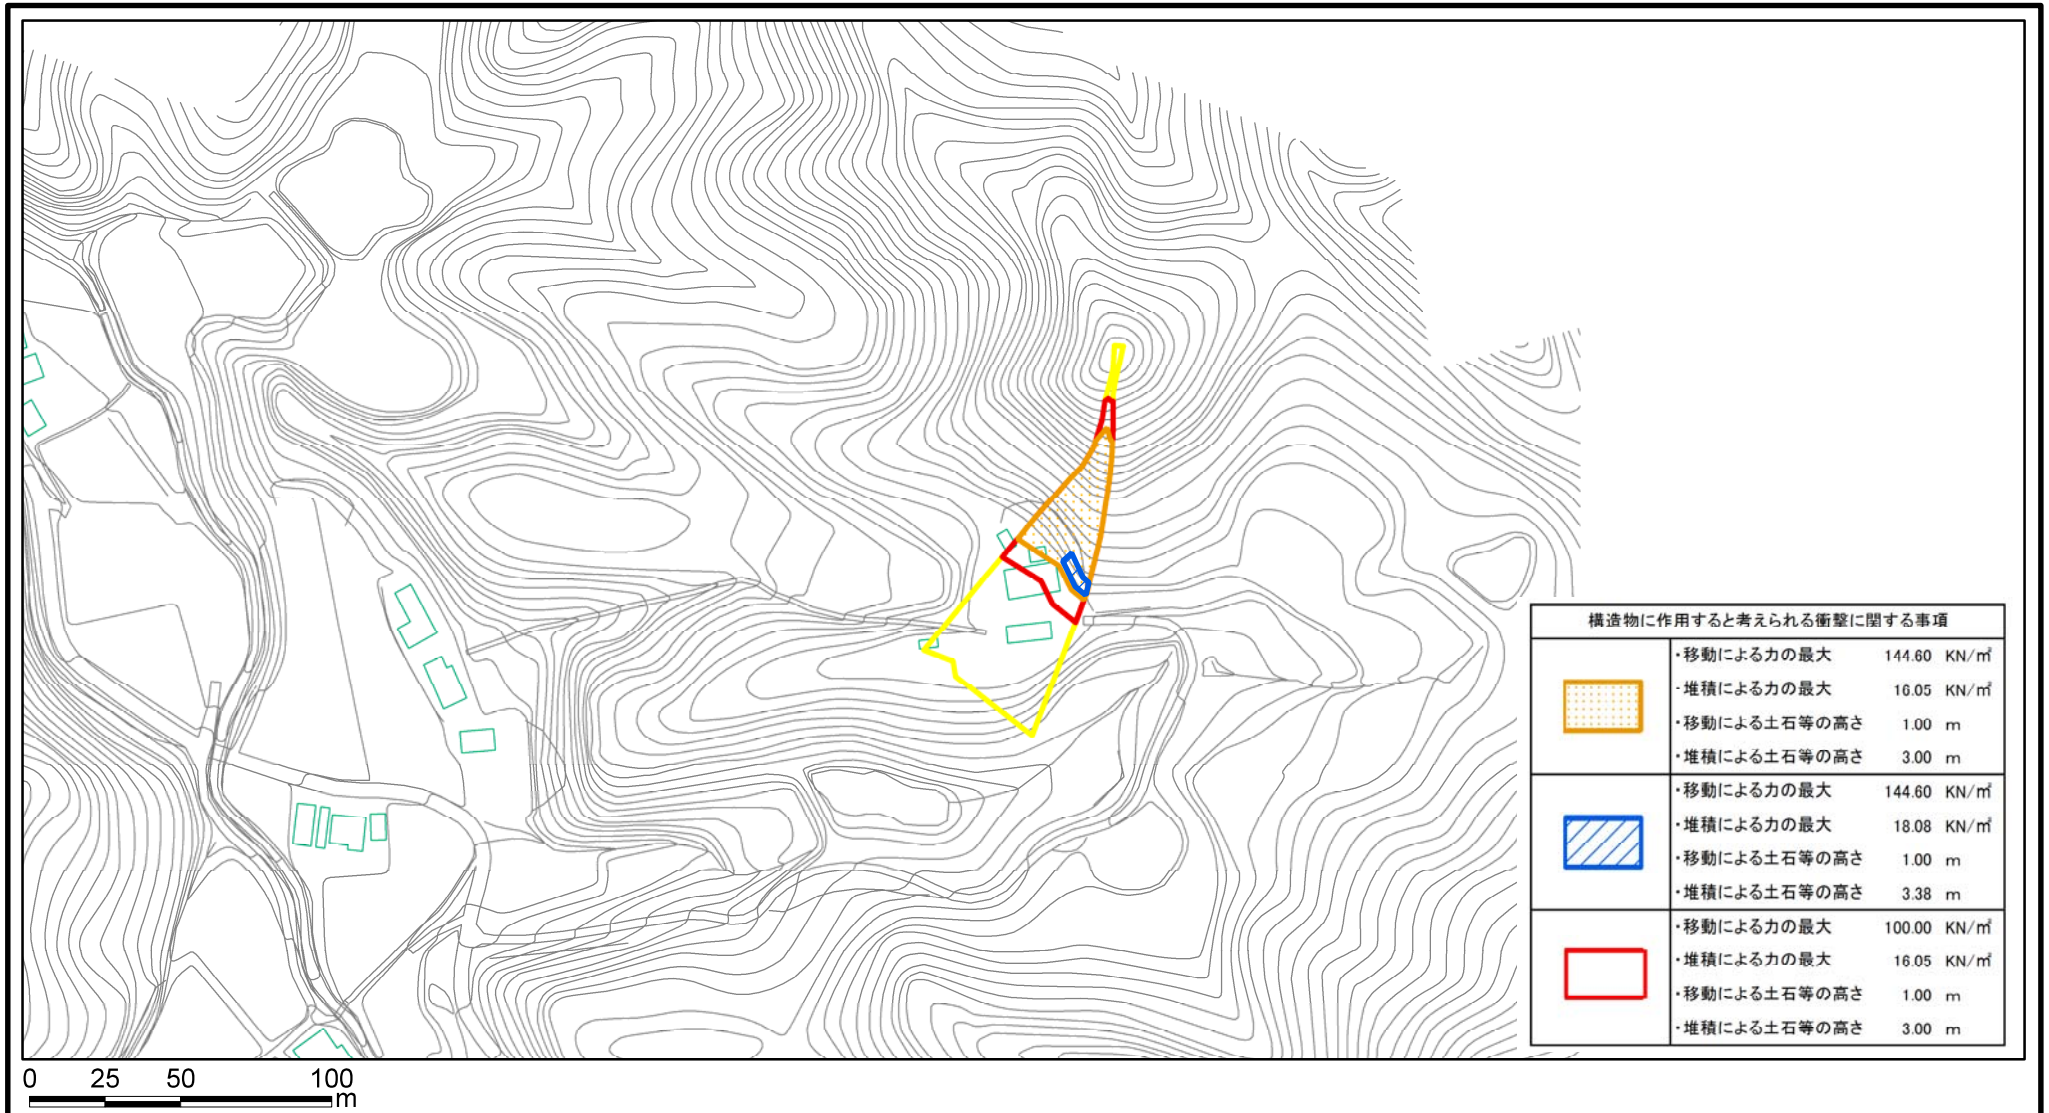 構造物に作用すると考えられる衝撃に関する事項
・移動による力の最大 144.60 KN/㎡
・堆積による力の最大 16.05 KN/㎡
・移動による土石等の高さ 1.00 m
・堆積による土石等の高さ 3.00 m
・移動による力の最大 144.60 KN/㎡
・堆積による力の最大 18.08 KN/㎡
・移動による土石等の高さ 1.00 m
・堆積による土石等の高さ 3.38 m
・移動による力の最大 100.00 KN/㎡
・堆積による力の最大 16.05 KN/㎡
・移動による土石等の高さ 1.00 m
・堆積による土石等の高さ 3.00 m
0 25 50 100
m